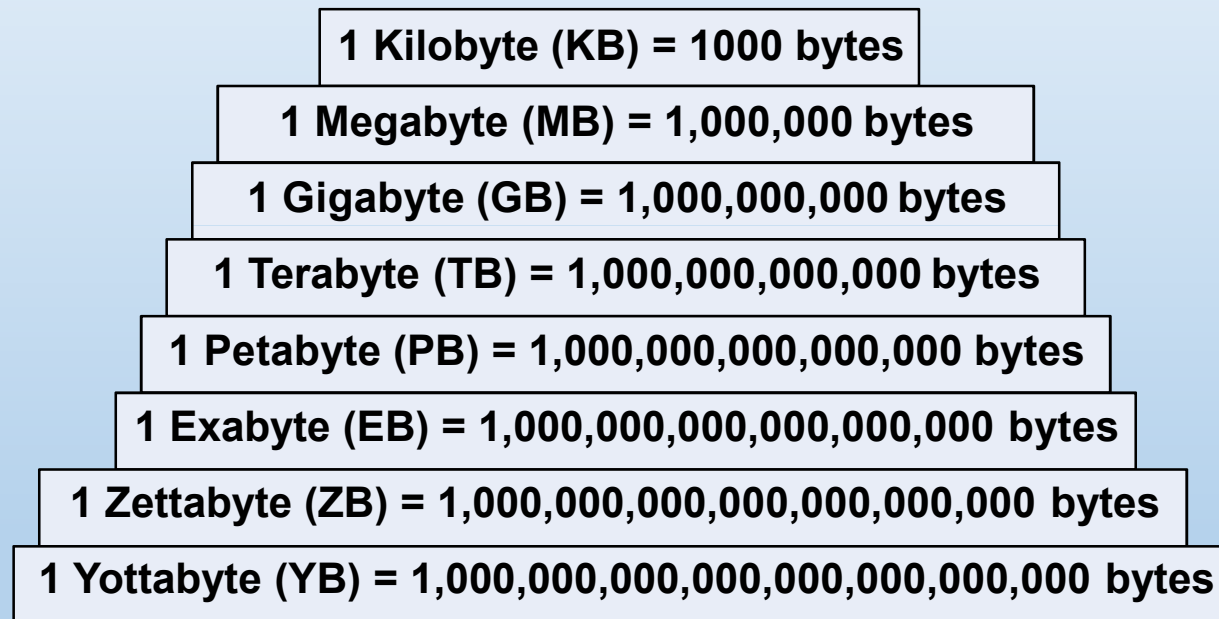 1 Kilobyte (KB) = 1000 bytes
1 Megabyte (MB) = 1,000,000 bytes
1 Gigabyte (GB) = 1,000,000,000 bytes
1 Terabyte (TB) = 1,000,000,000,000 bytes
1 Petabyte (PB) = 1,000,000,000,000,000 bytes
1 Exabyte (EB) = 1,000,000,000,000,000,000 bytes
1 Zettabyte (ZB) = 1,000,000,000,000,000,000,000 bytes
1 Yottabyte (YB) = 1,000,000,000,000,000,000,000,000 bytes